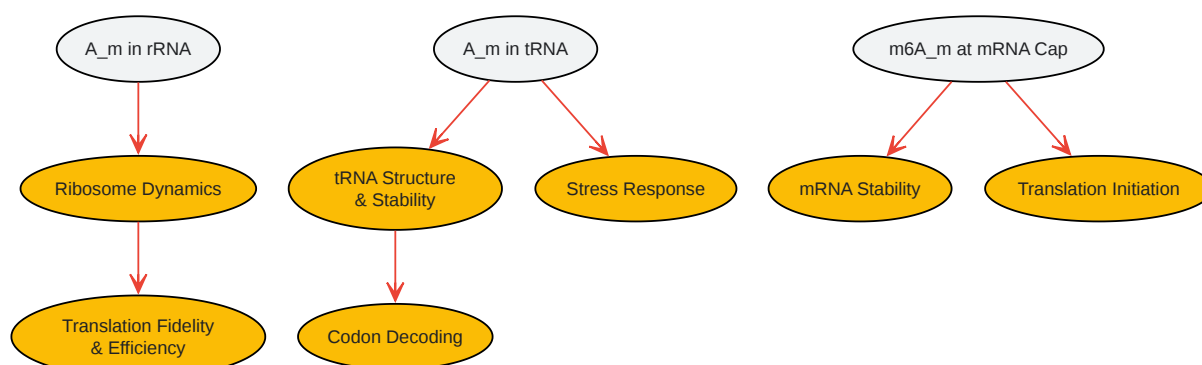 A_m in rRNA
A_m in tRNA
m6A_m at mRNA Cap
Ribosome Dynamics
tRNA Structure
& Stability
Stress Response
mRNA Stability
Translation Initiation
Translation Fidelity
& Efficiency
Codon Decoding